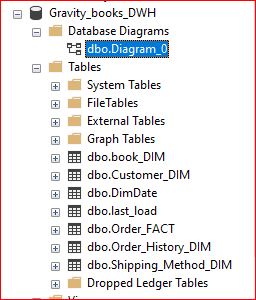 Gravity_books_DWH
Database Diagrams
dbo.Diagram_0
Tables
System Tables
FileTables
External Tables
Graph Tables
dbo.book_DIM
dbo.Customer_DIM
dbo.DimDate
dbo.last_load
dbo.Order_FACT
dbo.Order_History_DIM
dbo.Shipping_Method_DIM
Dropped Ledger Tables